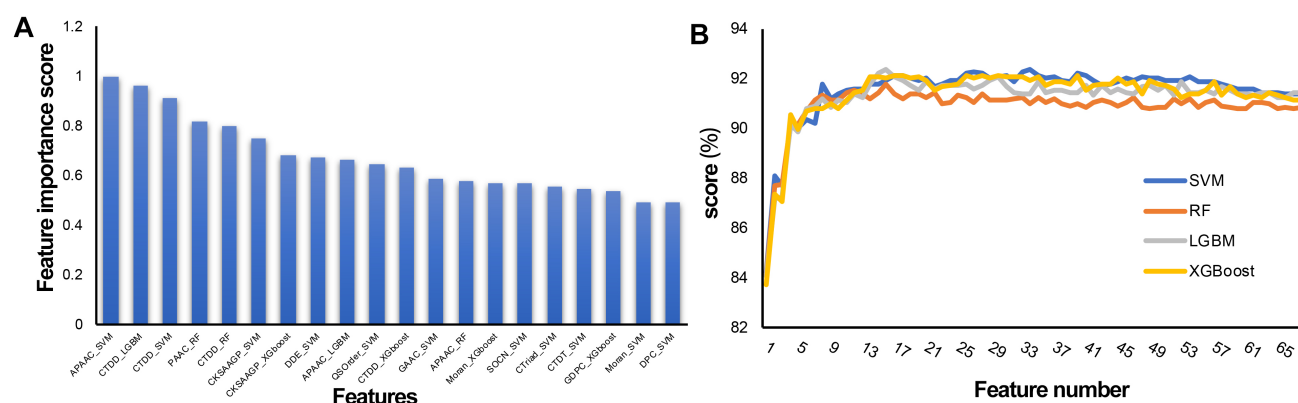 A
Feature importance score
1.2
1
0.8
0.6
0.4
0.2
0
APAAC_SVM
CTDD_LGBM
CTDD_SVM
PAAC_RF
CTDD_RF
CKSAAGP_SVM
CKSAAGP_XGboost
DDE_SVM
APAAC_LGBM
QSOrder_SVM
CTDD_XGboost
GAAC_SVM
APAAC_RF
Moran_XGboost
SOCN_SVM
CTriad_SVM
CTDT_SVM
GDPC_XGboost
Moran_SVM
DPC_SVM
Features
B
score (%)
94
92
90
88
86
84
82
SVM
RF
LGBM
XGBoost
1 5 9 13 17 21 25 29 33 37 41 45 49 53 57 61 65
Feature number